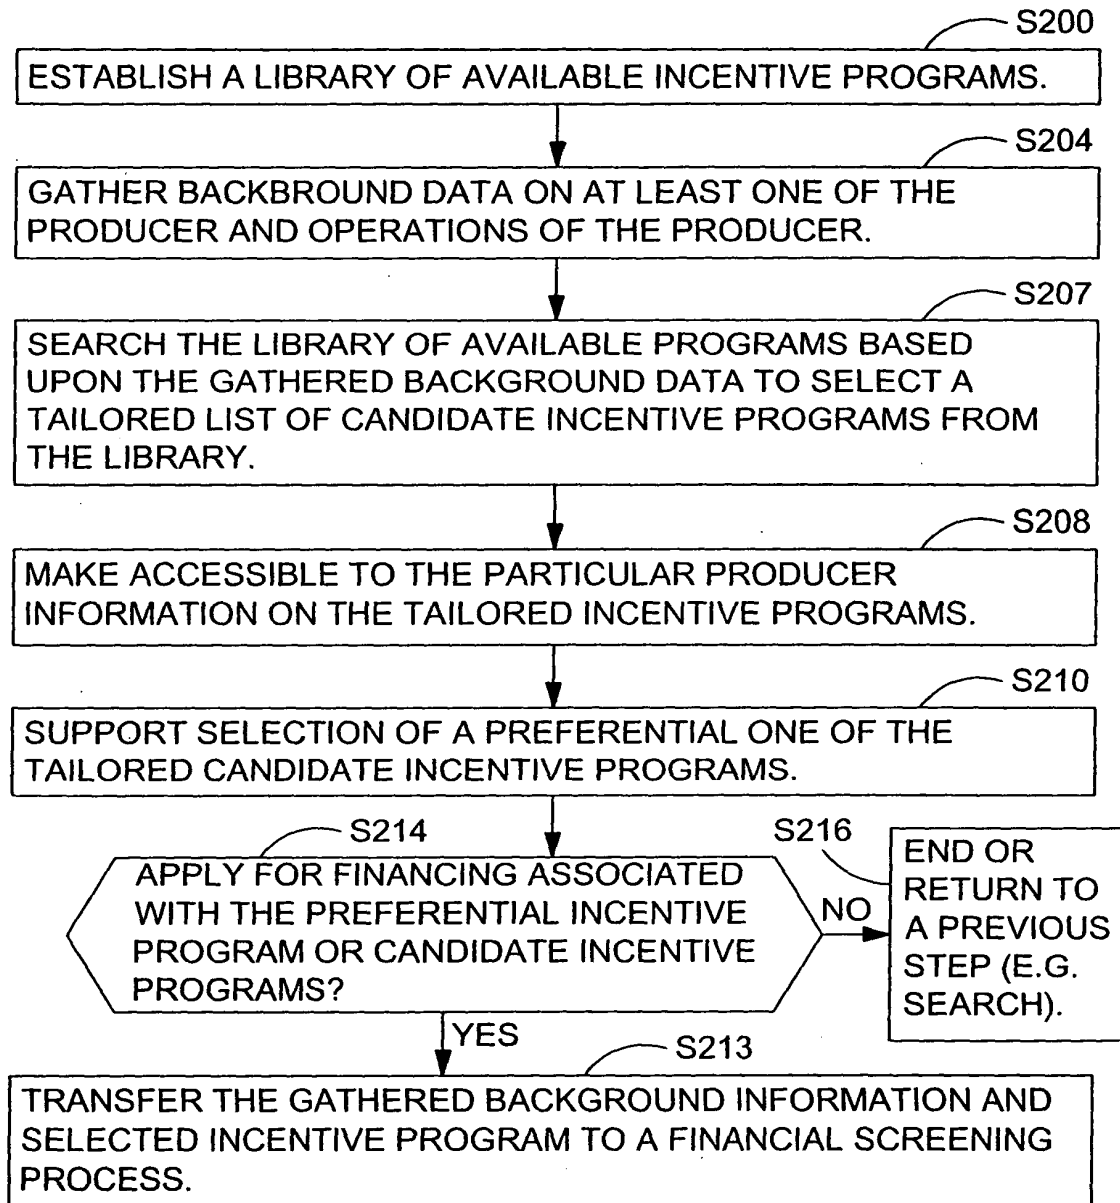 S200
ESTABLISH A LIBRARY OF AVAILABLE INCENTIVE PROGRAMS.
S204
GATHER BACKBROUND DATA ON AT LEAST ONE OF THE
PRODUCER AND OPERATIONS OF THE PRODUCER.
S207
SEARCH THE LIBRARY OF AVAILABLE PROGRAMS BASED
UPON THE GATHERED BACKGROUND DATA TO SELECT A
TAILORED LIST OF CANDIDATE INCENTIVE PROGRAMS FROM
THE LIBRARY.
S208
MAKE ACCESSIBLE TO THE PARTICULAR PRODUCER
INFORMATION ON THE TAILORED INCENTIVE PROGRAMS.
S210
SUPPORT SELECTION OF A PREFERENTIAL ONE OF THE
TAILORED CANDIDATE INCENTIVE PROGRAMS.
S214
APPLY FOR FINANCING ASSOCIATED
WITH THE PREFERENTIAL INCENTIVE
PROGRAM OR CANDIDATE INCENTIVE
PROGRAMS?
NO
S216
END OR
RETURN TO
A PREVIOUS
STEP (E.G.
SEARCH).
YES
S213
TRANSFER THE GATHERED BACKGROUND INFORMATION AND
SELECTED INCENTIVE PROGRAM TO A FINANCIAL SCREENING
PROCESS.